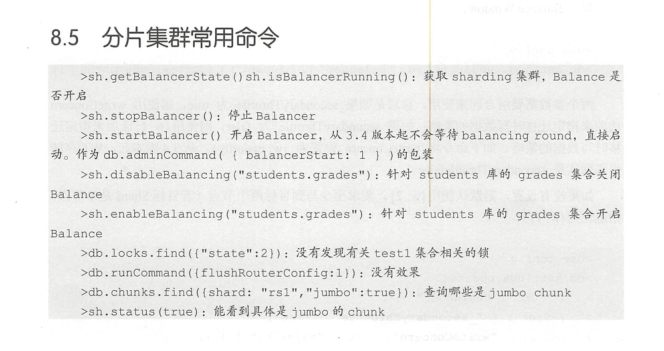 8.5 分片集群常用命令
>sh.getBalancerState()sh.isBalancerRunning()：获取 sharding 集群，Balance 是
否开启
>sh.stopBalancer()：停止 Balancer
>sh.startBalancer() 开启 Balancer，从 3.4 版本起不会等待 balancing round，直接启
动。作为 db.adminCommand( { balancerStart: 1 } )的包装
>sh.disableBalancing("students.grades")：针对 students 库的 grades 集合关闭
Balance
>sh.enableBalancing("students.grades")：针对 students 库的 grades 集合开启
Balance
>db.locks.find({"state":2})：没有发现有关 test1 集合相关的锁
>db.runCommand({flushRouterConfig:1})：没有效果
>db.chunks.find({shard: "rs1","jumbo":true})：查询哪些是 jumbo chunk
>sh.status(true)：能看到具体是 jumbo 的 chunk